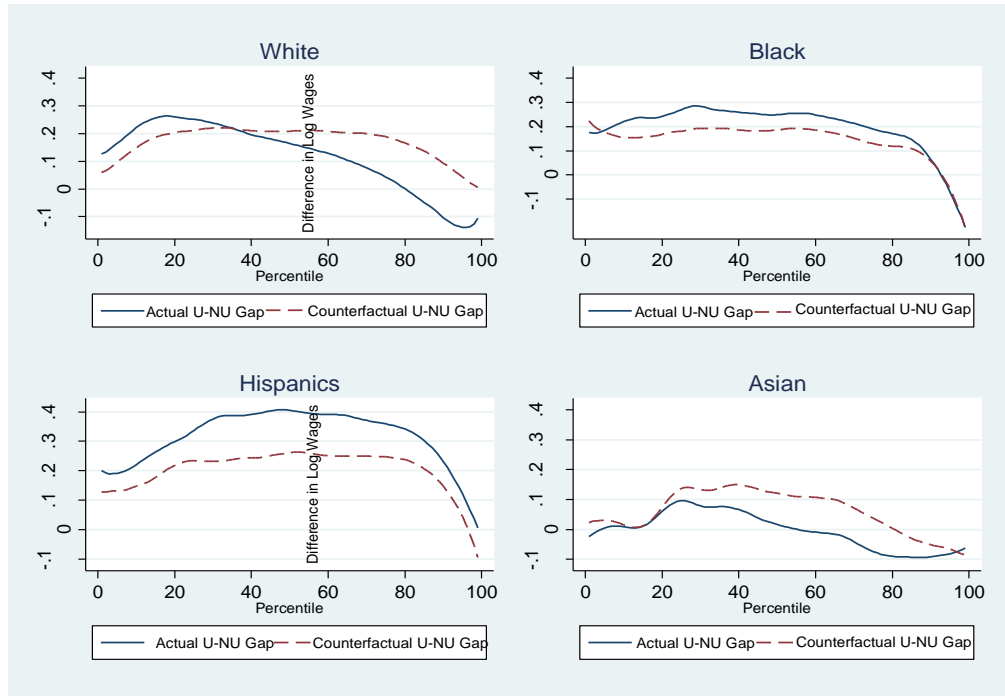 White
.4
.3
.2
.1
0
-.1
Difference in Log Wages
0 20 40 60 80 100
Percentile
Actual U-NU Gap Counterfactual U-NU Gap
Black
.4
.3
.2
.1
0
-.1
0 20 40 60 80 100
Percentile
Actual U-NU Gap Counterfactual U-NU Gap
Hispanics
.4
.3
.2
.1
0
-.1
Difference in Log Wages
0 20 40 60 80 100
Percentile
Actual U-NU Gap Counterfactual U-NU Gap
Asian
.4
.3
.2
.1
0
-.1
0 20 40 60 80 100
Percentile
Actual U-NU Gap Counterfactual U-NU Gap